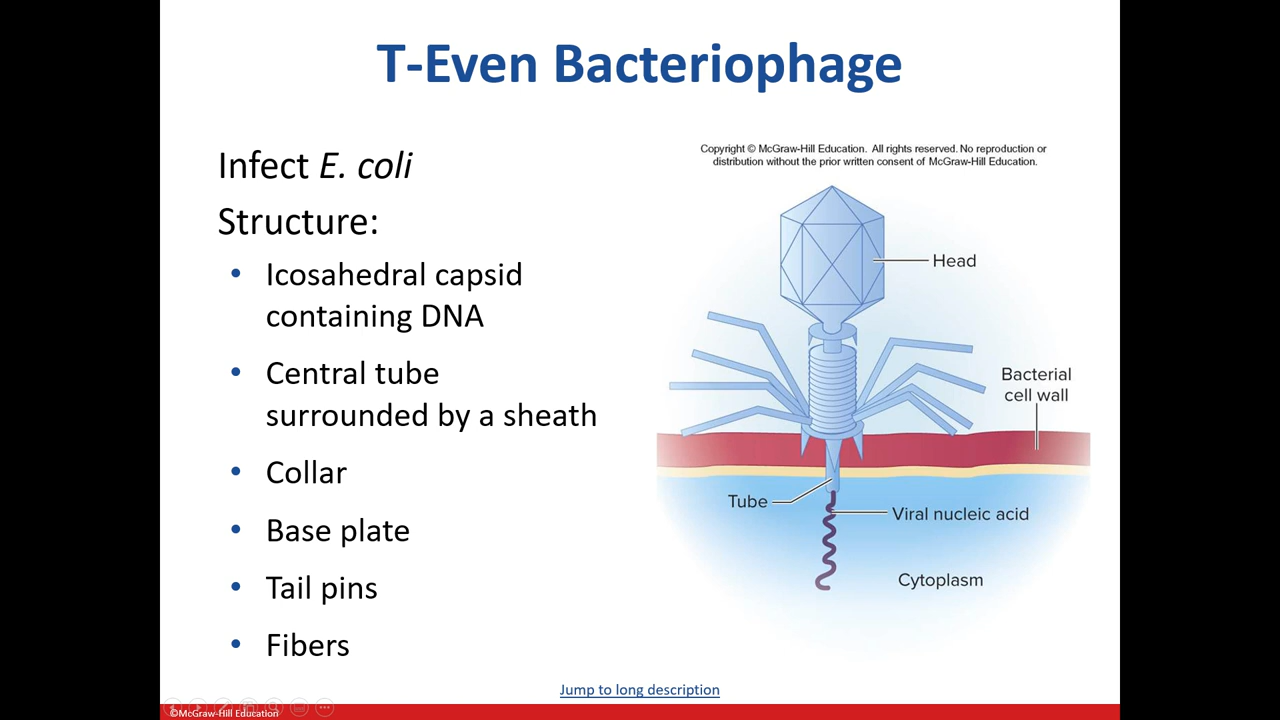 T-Even Bacteriophage
Infect E. coli
Structure:
• Icosahedral capsid
containing DNA
• Central tube
surrounded by a sheath
• Collar
• Base plate
• Tail pins
• Fibers
Copyright © McGraw-Hill Education. All rights reserved. No reproduction or
distribution without the prior written consent of McGraw-Hill Education.
Head
Bacterial
cell wall
Tube
Viral nucleic acid
Cytoplasm
Jump to long description
©McGraw-Hill Education